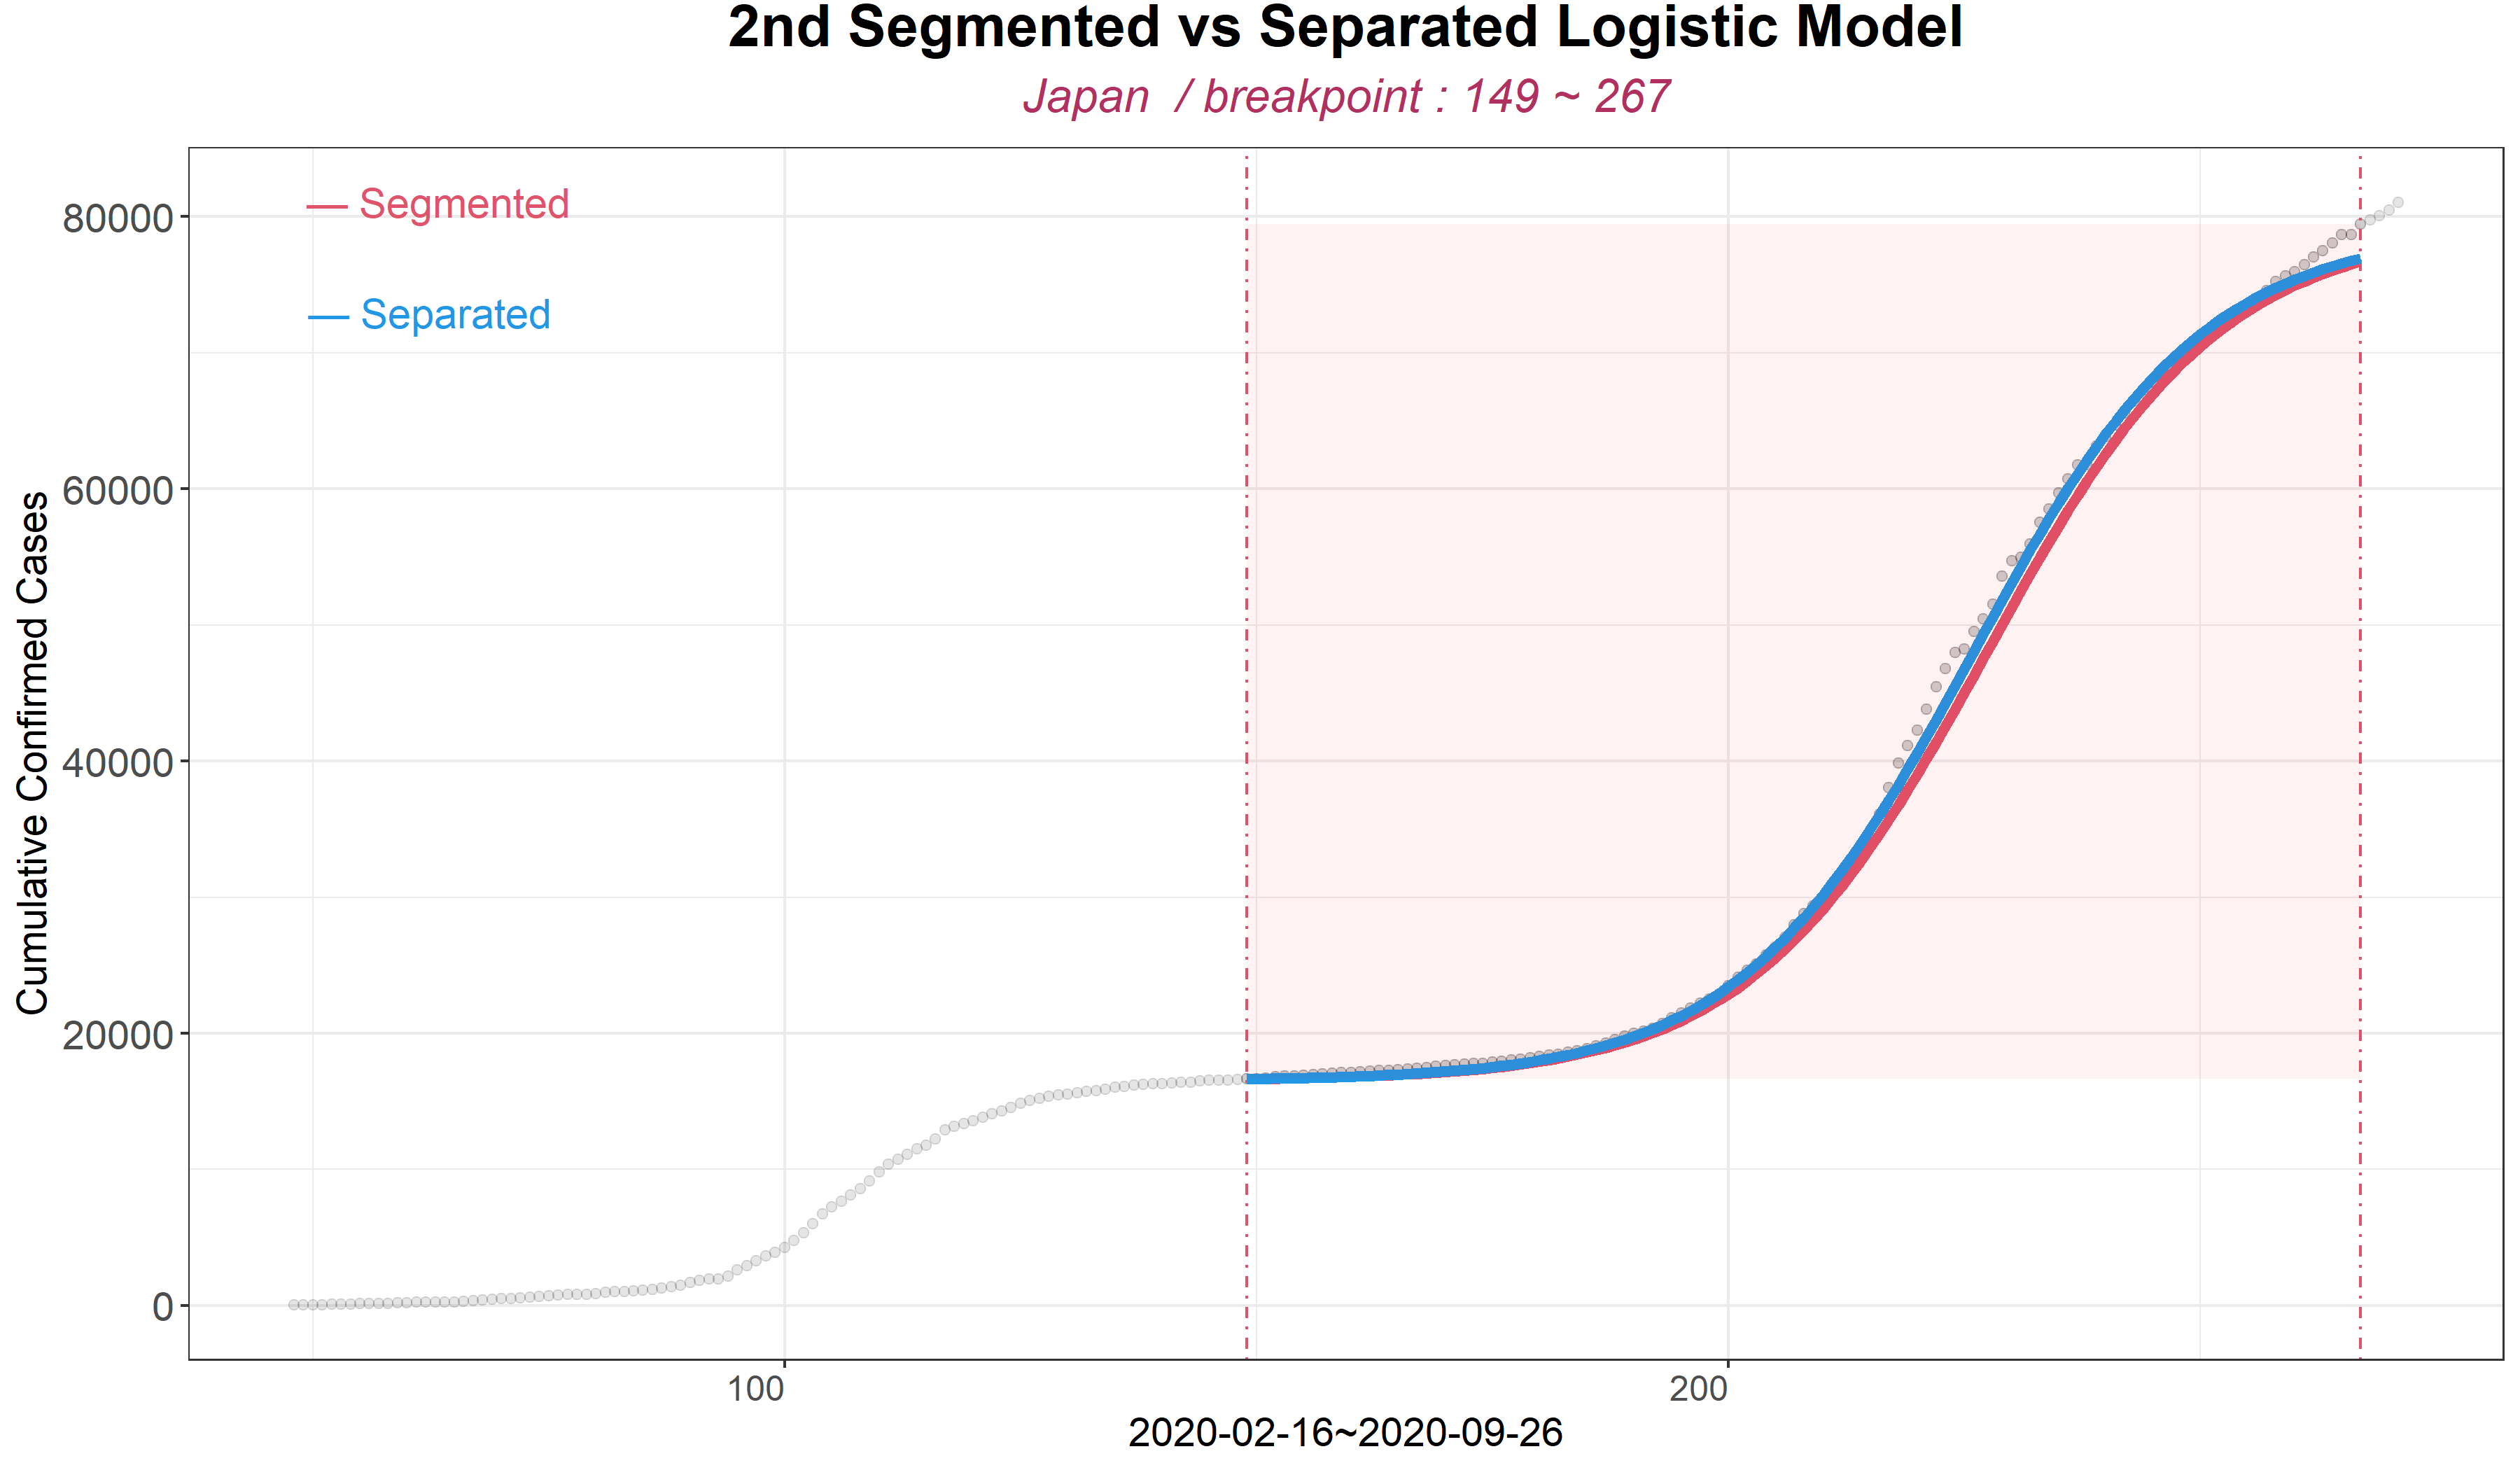 2nd Segmented vs Separated Logistic Model
Japan / breakpoint : 149 ~ 267
Segmented
Separated
Cumulative Confirmed Cases
80000
60000
40000
20000
0
100
200
2020-02-16~2020-09-26